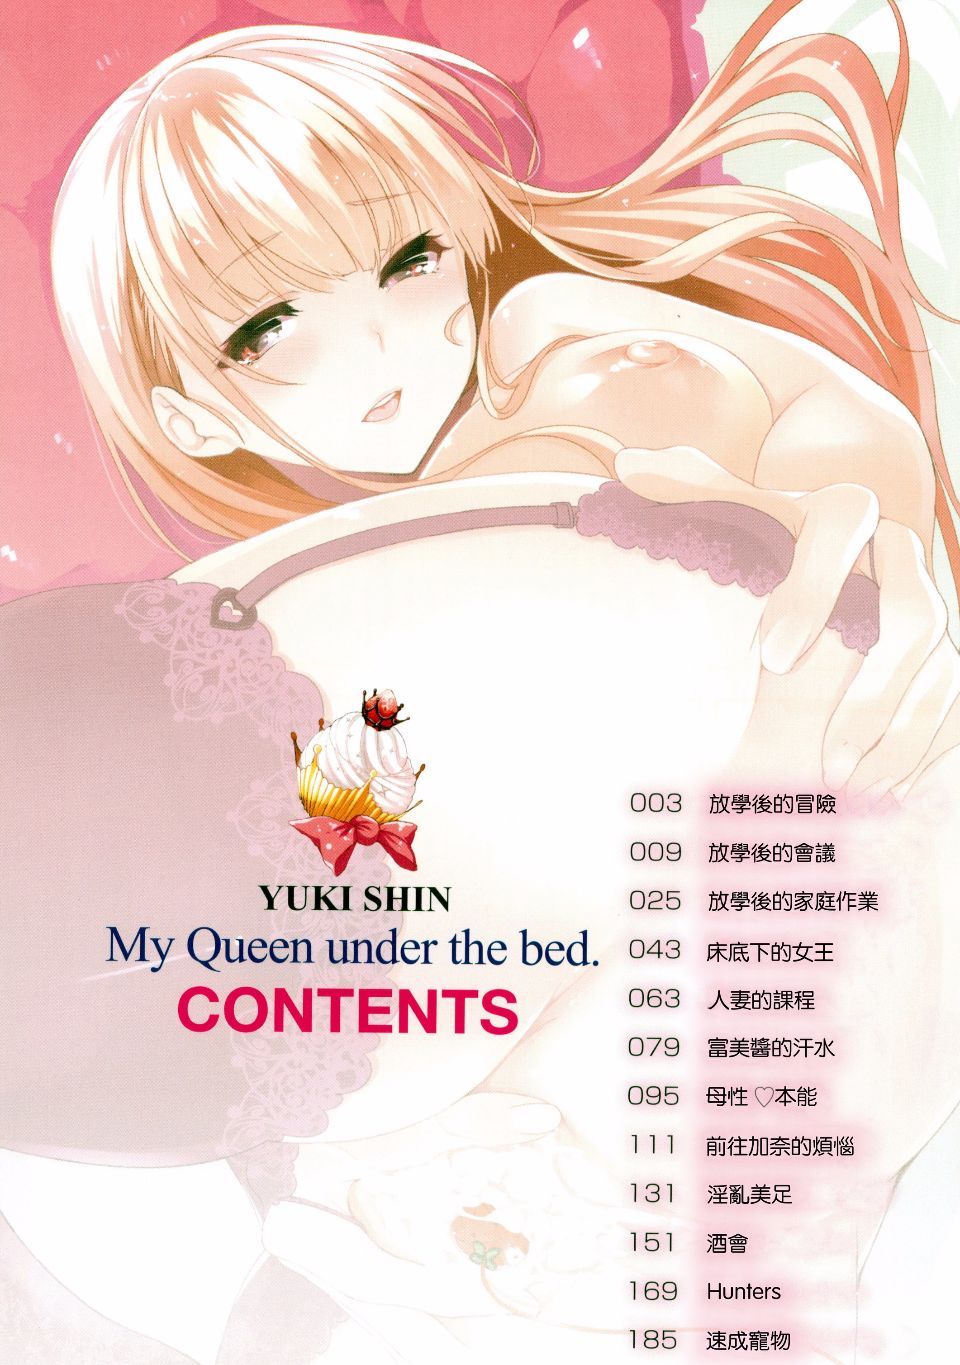 YUKI SHIN
My Queen under the bed.
CONTENTS
003 放學後的冒險
009 放學後的會議
025 放學後的家庭作業
043 床底下的女王
063 人妻的課程
079 富美醬的汗水
095 母性♡本能
111 前往加奈的煩惱
131 淫亂美足
151 酒會
169 Hunters
185 速成寵物